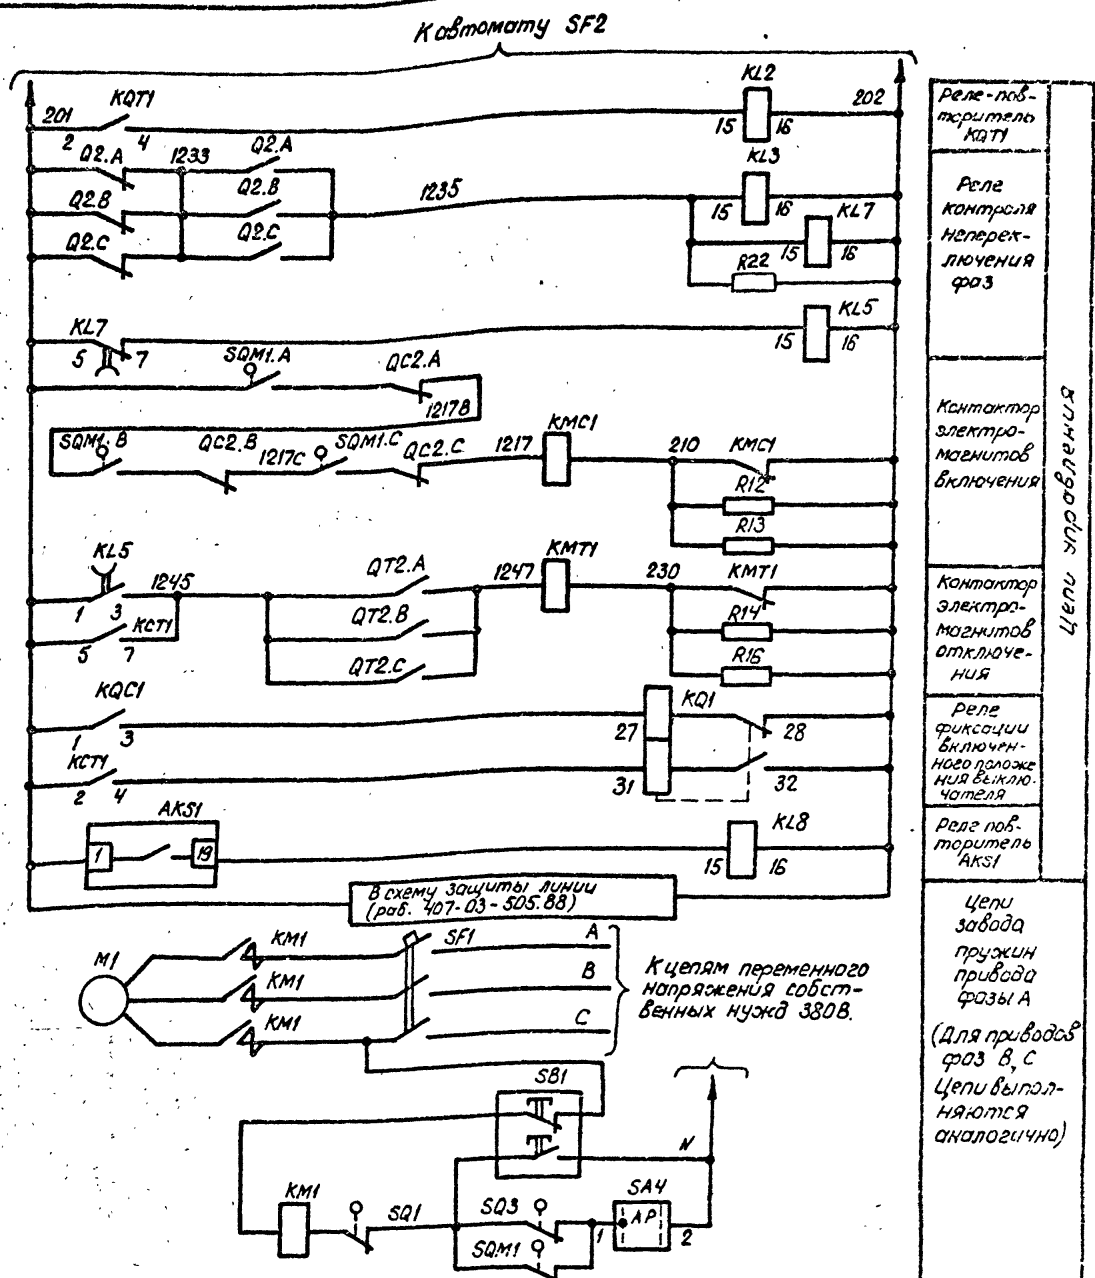 К автомату SF2
201
KQT1
2
4
KL2
15
16
202
Реле-пов-
торитель
KQT1
Q2.A
1233
Q2.A
Q2.B
Q2.B
Q2.C
Q2.C
1235
KL3
15
16
KL7
15
16
R22
Реле
контроля
неперек-
лючения
фаз
KL7
5
7
KL5
15
16
SQM1.A
QC2.A
1217B
SQM1.B
QC2.B
1217C
SQM1.C
QC2.C
1217
KMC1
210
KMC1
R12
R13
Контактор
электро-
магнитов
включения
KL5
1
3
1245
KCT1
5
7
QT2.A
QT2.B
QT2.C
1247
KMT1
230
KMT1
R14
R16
Контактор
электро-
магнитов
отключе-
ния
KQC1
1
3
KCT1
2
4
27
KQ1
28
31
32
Реле
фиксации
включен-
ного положе
ния выклю-
чателя
AKS1
1
19
KL8
15
16
Реле пов-
торитель
AKS1
Цепи управления
В схему защиты линии
(раб. 407-03-505.88)
M1
KM1
KM1
KM1
SF1
A
B
C
К цепям переменного
напряжения собст-
венных нужд 380В.
Цепи
завода
пружин
привода
фазы А
(Для приводов
фаз В, С
Цепи выпол-
няются
аналогично)
SB1
N
KM1
SQ1
SQ3
SQM1
1
SA4
AP
2